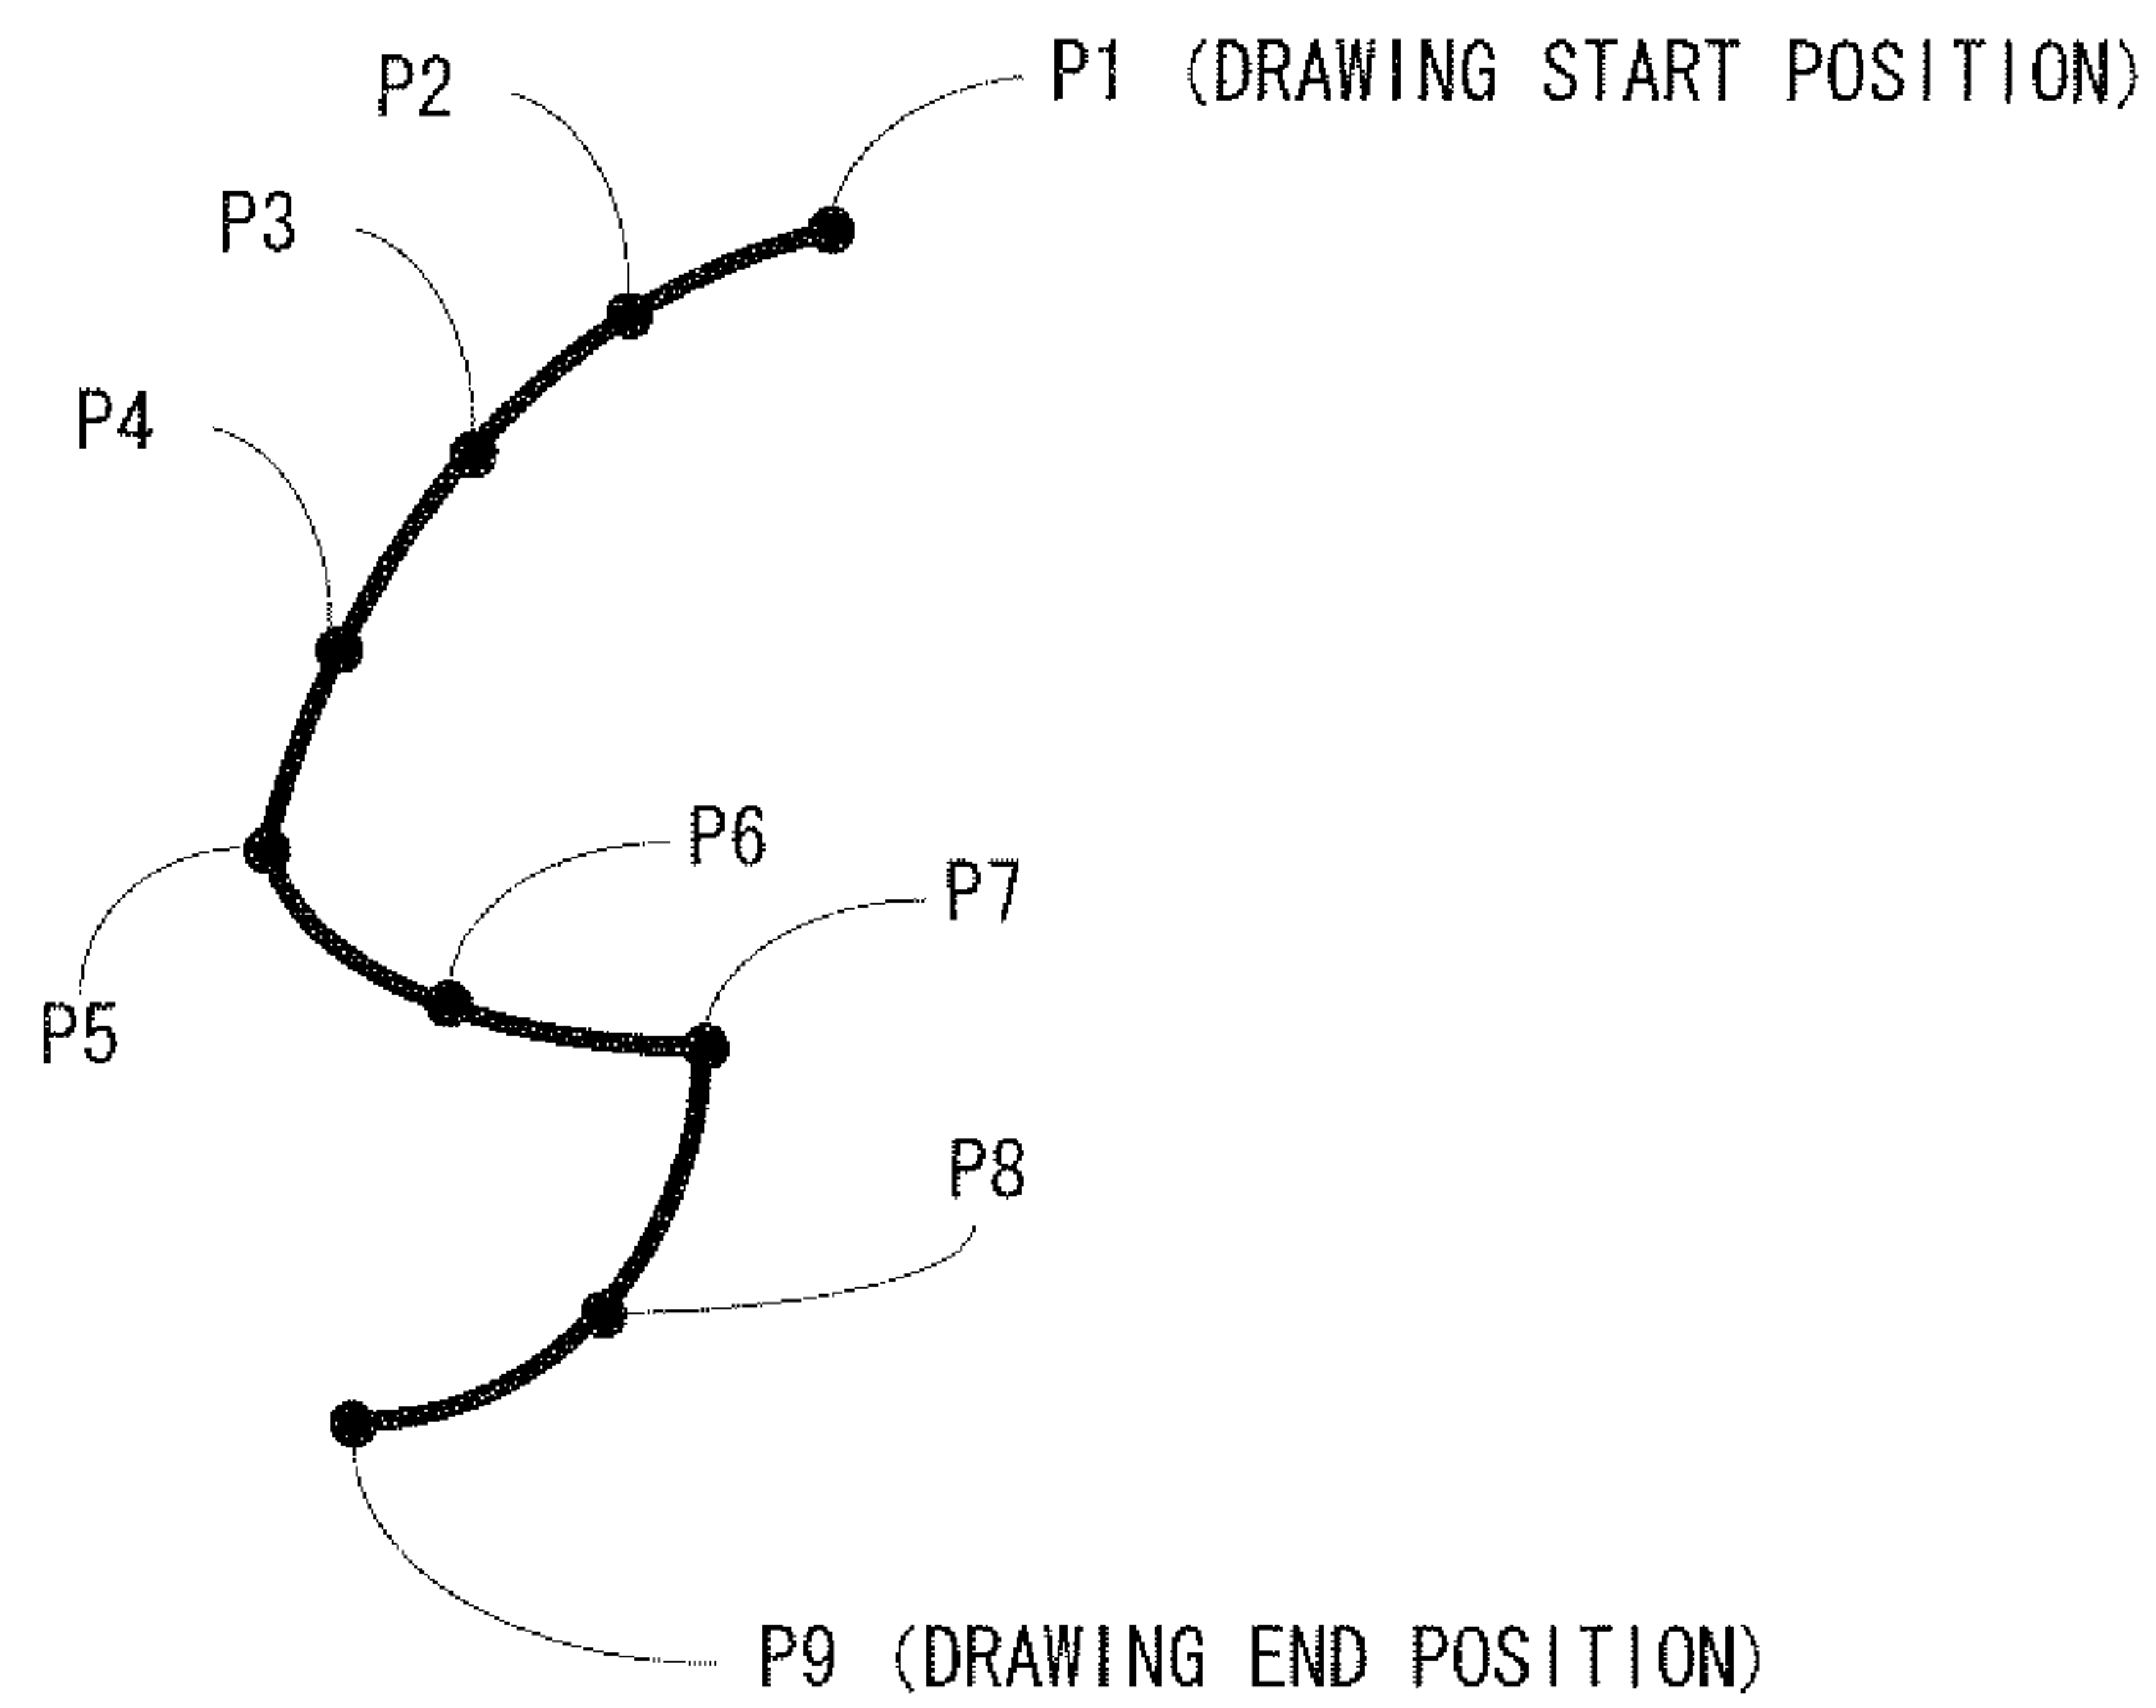 P1 (DRAWING START POSITION)
P2
P3
P4
P6
P7
P5
P8
P9 (DRAWING END POSITION)